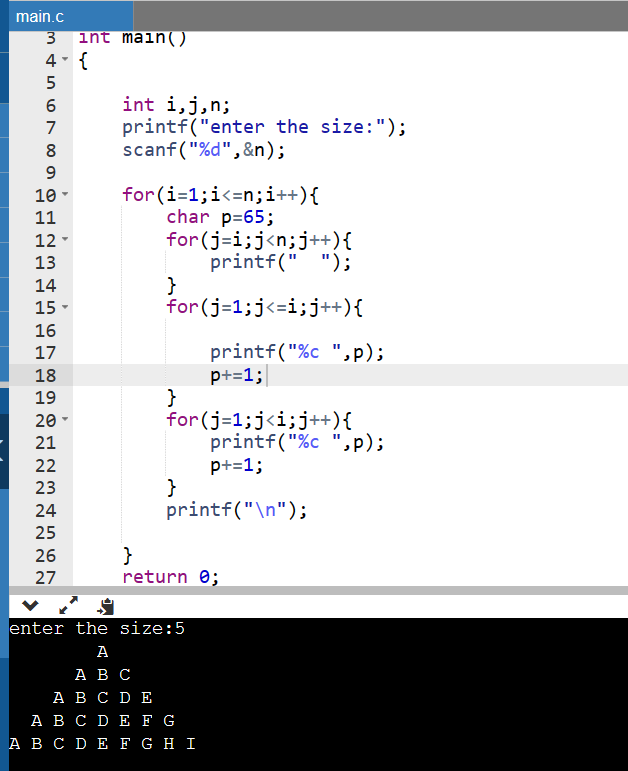 main.c
3 int main()
4 {
5
6     int i,j,n;
7     printf("enter the size:");
8     scanf("%d",&n);
9
10     for(i=1;i<=n;i++){
11         char p=65;
12         for(j=i;j<n;j++){
13             printf("  ");
14         }
15         for(j=1;j<=i;j++){
16
17             printf("%c ",p);
18             p+=1;
19         }
20         for(j=1;j<i;j++){
21             printf("%c ",p);
22             p+=1;
23         }
24         printf("\n");
25
26     }
27     return 0;
enter the size:5
        A
      A B C
    A B C D E
  A B C D E F G
A B C D E F G H I